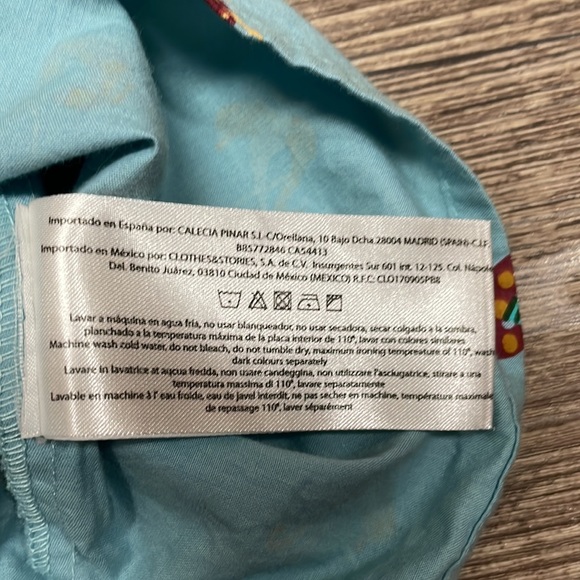 Importado en España por: CALECIA PINAR S.L-C/Orellana, 10 Bajo Dcha.28004 MADRID (SPAIN)-C.I.F.
B85772846 CA54413
Importado en México por: CLOTHES&STORIES, S.A. de C.V. Insurgentes Sur 601 int. 12-125. Col. Nápole
Del. Benito Juárez, 03810 Ciudad de México (MEXICO) R.F.C: CLO170905PB8
Lavar a máquina en agua fria, no usar blanqueador, no usar secadora, secar colgado a la sombra,
planchado a la temperatura máxima de la placa interior de 110°, lavar con colores similares
Machine wash cold water, do not bleach, do not tumble dry, maximum ironing tempreature of 110°, wash
dark colours separately
Lavare in lavatrice at aqcua fredda, non usare candeggina, non utilizzare l'asciugatrice, stirare a una
temperatura massima di 110°, lavare separatamente
Lavable en machine à l' eau froide, eau de javel interdit, ne pas sécher en machine, température maximale
de repassage 110°, laver séparément